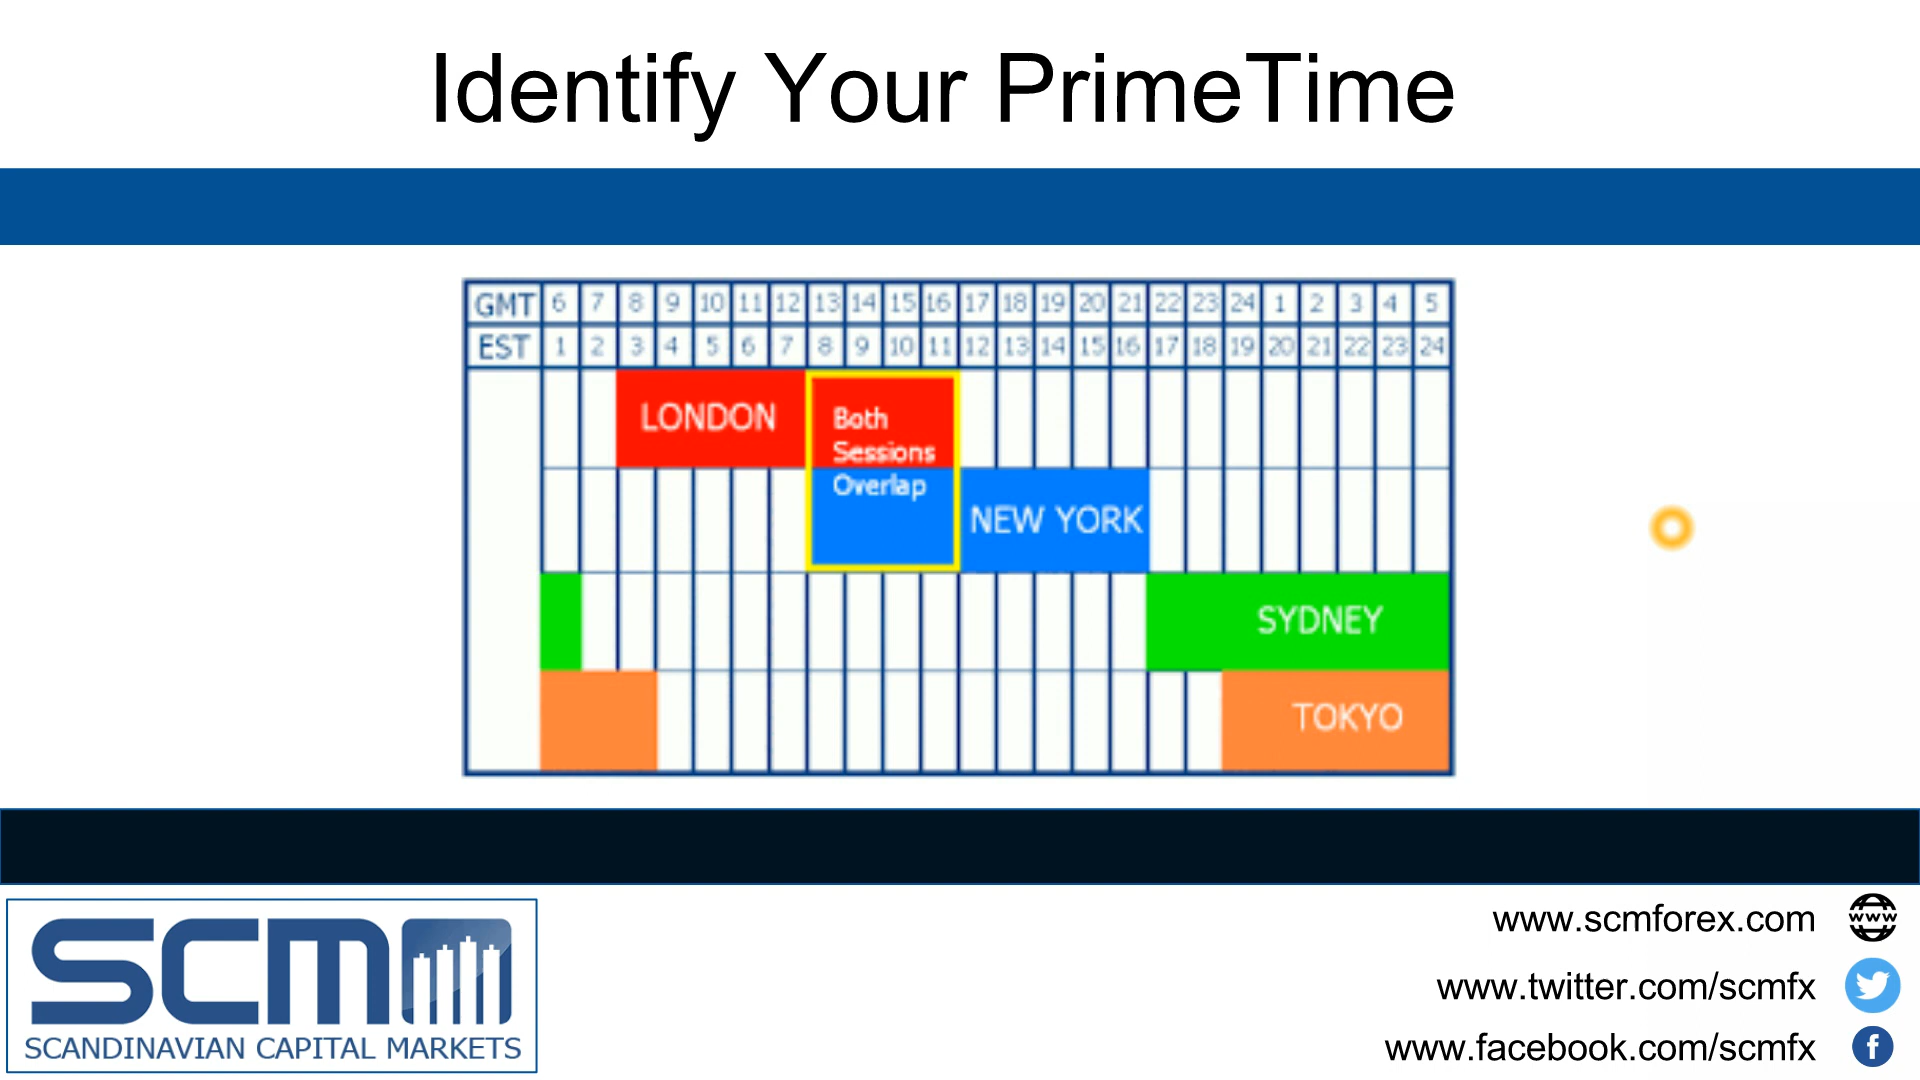 Identify Your PrimeTime
GMT 6 7 8 9 10 11 12 13 14 15 16 17 18 19 20 21 22 23 24 1 2 3 4 5
EST 1 2 3 4 5 6 7 8 9 10 11 12 13 14 15 16 17 18 19 20 21 22 23 24
LONDON
Both
Sessions
Overlap
NEW YORK
SYDNEY
TOKYO
SCM
SCANDINAVIAN CAPITAL MARKETS
www.scmforex.com
www
www.twitter.com/scmfx
www.facebook.com/scmfx
f